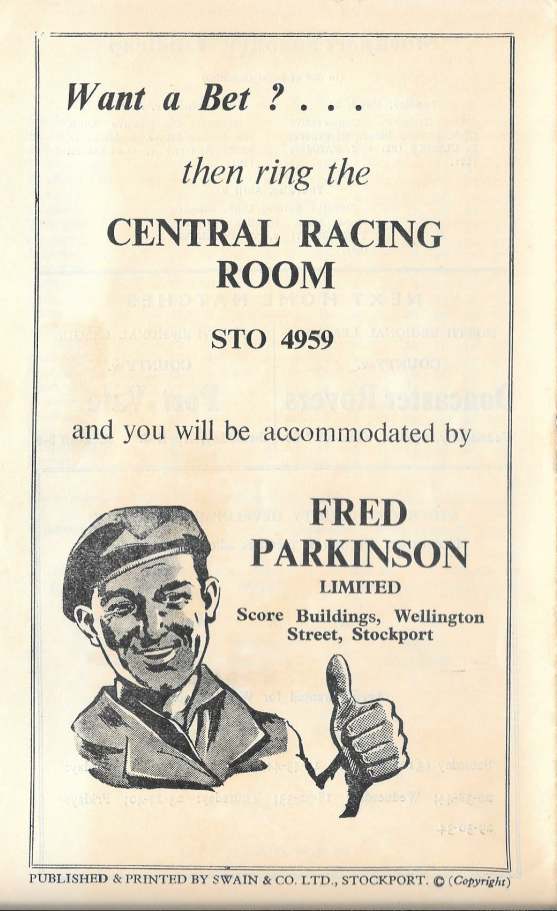 Want a Bet ? . . .
then ring the
CENTRAL RACING
ROOM
STO 4959
and you will be accommodated by
FRED
PARKINSON
LIMITED
Score Buildings, Wellington
Street, Stockport
PUBLISHED & PRINTED BY SWAIN & CO. LTD., STOCKPORT. © (Copyright)